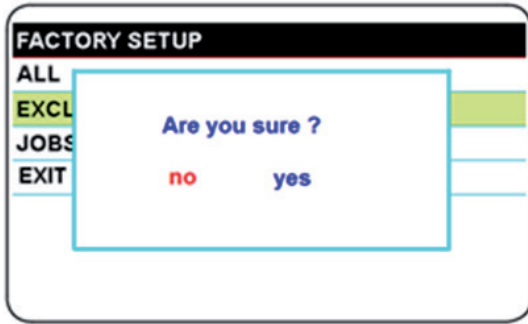 FACTORY SETUP
ALL
EXCL
JOBS
EXIT
Are you sure ?
no yes